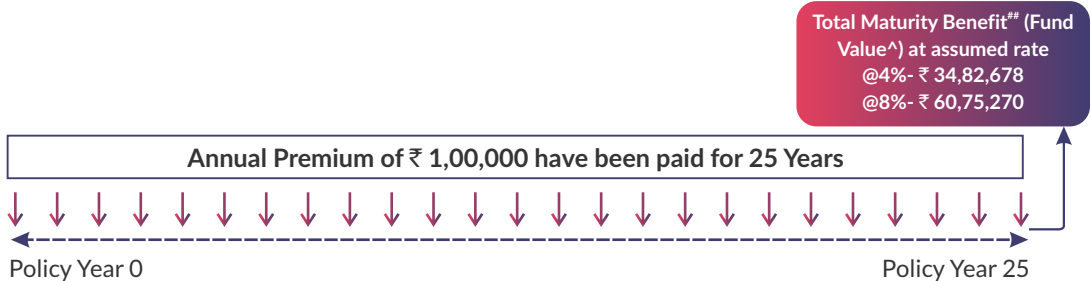 Total Maturity Benefit## (Fund
Value^) at assumed rate
@4%- ₹ 34,82,678
@8%- ₹ 60,75,270
Annual Premium of ₹ 1,00,000 have been paid for 25 Years
Policy Year 0
Policy Year 25